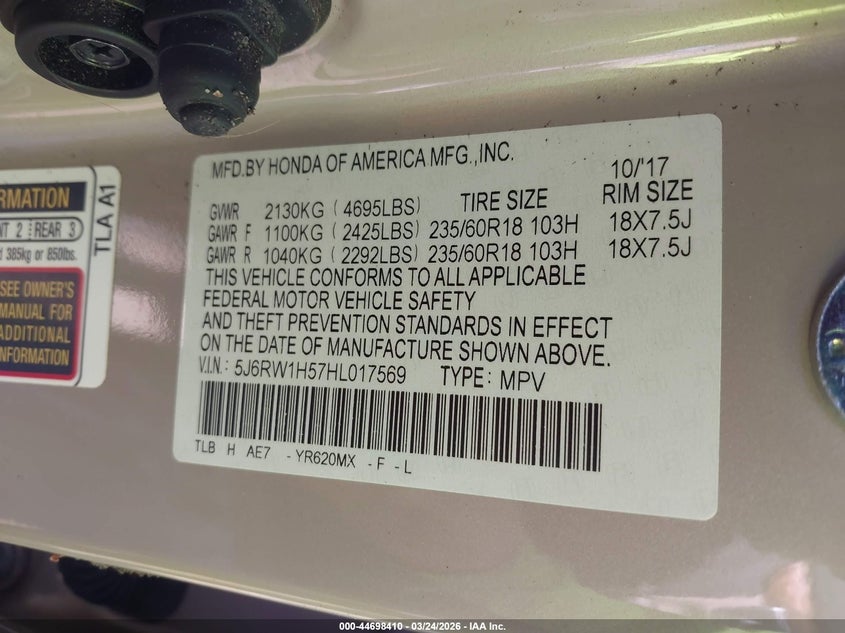 MFD.BY HONDA OF AMERICA MFG.,INC. 10/'17
TIRE SIZE RIM SIZE
GVWR 2130KG (4695LBS)
GAWR F 1100KG (2425LBS) 235/60R18 103H 18X7.5J
GAWR R 1040KG (2292LBS) 235/60R18 103H 18X7.5J
THIS VEHICLE CONFORMS TO ALL APPLICABLE
FEDERAL MOTOR VEHICLE SAFETY
AND THEFT PREVENTION STANDARDS IN EFFECT
ON THE DATE OF MANUFACTURE SHOWN ABOVE.
V.I.N.: 5J6RW1H57HL017569 TYPE: MPV
TLB H AE7 -YR620MX -F -L
RMATION
NT 2 REAR 3
d 385kg or 850lbs.
SEE OWNER'S
MANUAL FOR
ADDITIONAL
NFORMATION
TLA A1
000-44698410 - 03/24/2026 - IAA Inc.